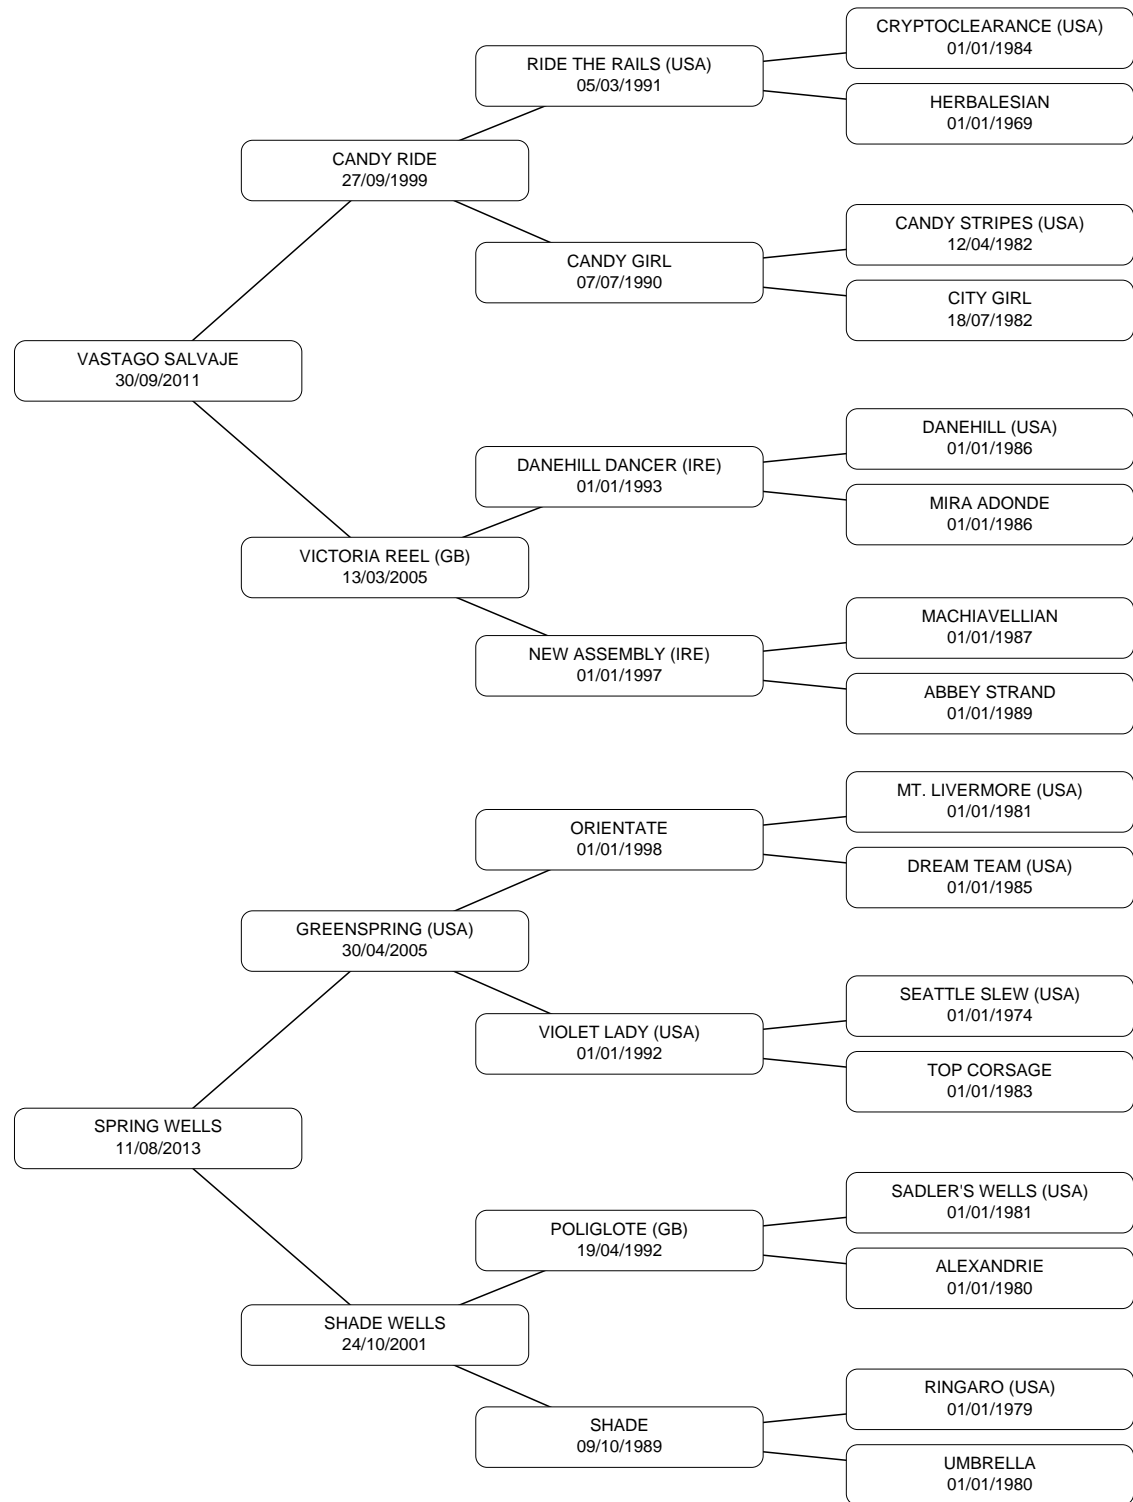 CRYPTOCLEARANCE (USA)
01/01/1984
RIDE THE RAILS (USA)
05/03/1991
HERBALESIAN
01/01/1969
CANDY RIDE
27/09/1999
CANDY STRIPES (USA)
12/04/1982
CANDY GIRL
07/07/1990
CITY GIRL
18/07/1982
VASTAGO SALVAJE
30/09/2011
DANEHILL (USA)
01/01/1986
DANEHILL DANCER (IRE)
01/01/1993
MIRA ADONDE
01/01/1986
VICTORIA REEL (GB)
13/03/2005
MACHIAVELLIAN
01/01/1987
NEW ASSEMBLY (IRE)
01/01/1997
ABBEY STRAND
01/01/1989
MT. LIVERMORE (USA)
01/01/1981
ORIENTATE
01/01/1998
DREAM TEAM (USA)
01/01/1985
GREENSPRING (USA)
30/04/2005
SEATTLE SLEW (USA)
01/01/1974
VIOLET LADY (USA)
01/01/1992
TOP CORSAGE
01/01/1983
SPRING WELLS
11/08/2013
SADLER'S WELLS (USA)
01/01/1981
POLIGLOTE (GB)
19/04/1992
ALEXANDRIE
01/01/1980
SHADE WELLS
24/10/2001
RINGARO (USA)
01/01/1979
SHADE
09/10/1989
UMBRELLA
01/01/1980